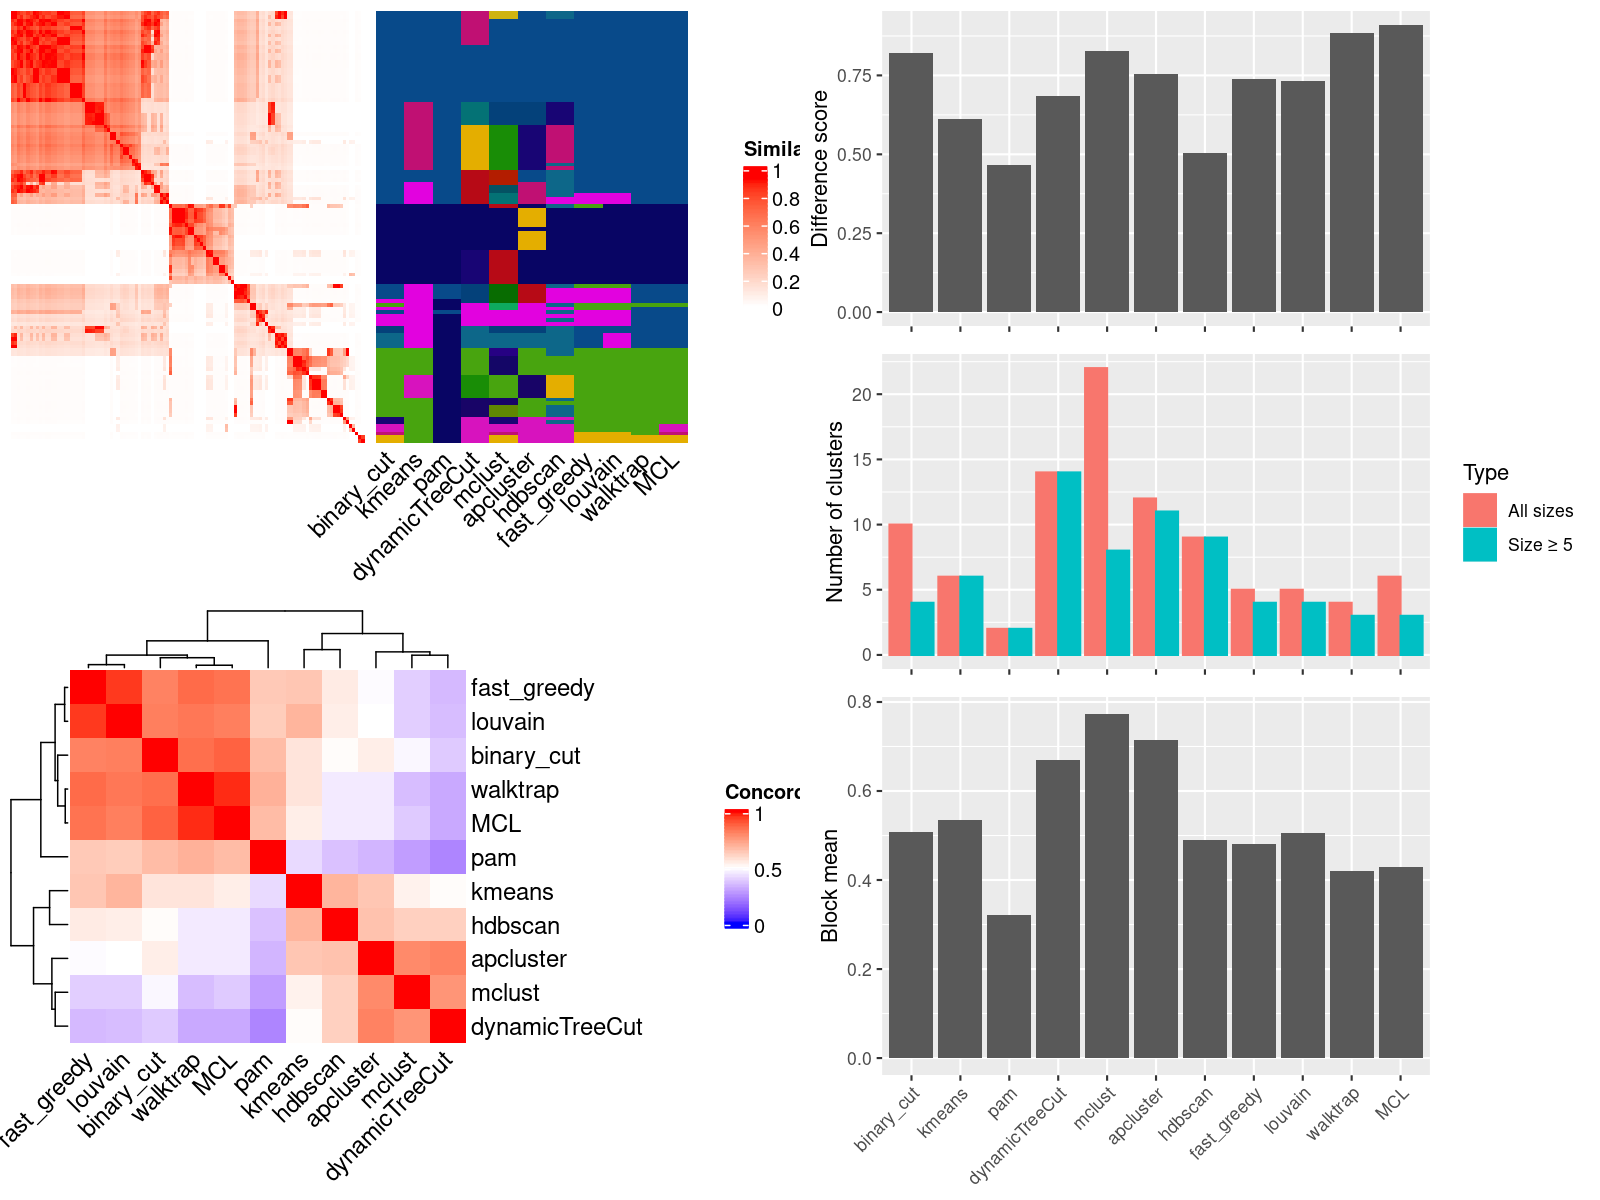 Simila
1
0.8
0.6
0.4
0.2
0
binary_cut
kmeans
pam
dynamicTreeCut
mclust
apcluster
hdbscan
fast_greedy
louvain
walktrap
MCL
Difference score
0.75
0.50
0.25
0.00
Number of clusters
20
15
10
5
0
Type
All sizes
Size ≥ 5
fast_greedy
louvain
binary_cut
walktrap
MCL
pam
kmeans
hdbscan
apcluster
mclust
dynamicTreeCut
fast_greedy
louvain
binary_cut
walktrap
MCL
pam
kmeans
hdbscan
apcluster
mclust
dynamicTreeCut
Concord
1
0.5
0
Block mean
0.8
0.6
0.4
0.2
0.0
binary_cut
kmeans
pam
dynamicTreeCut
mclust
apcluster
hdbscan
fast_greedy
louvain
walktrap
MCL